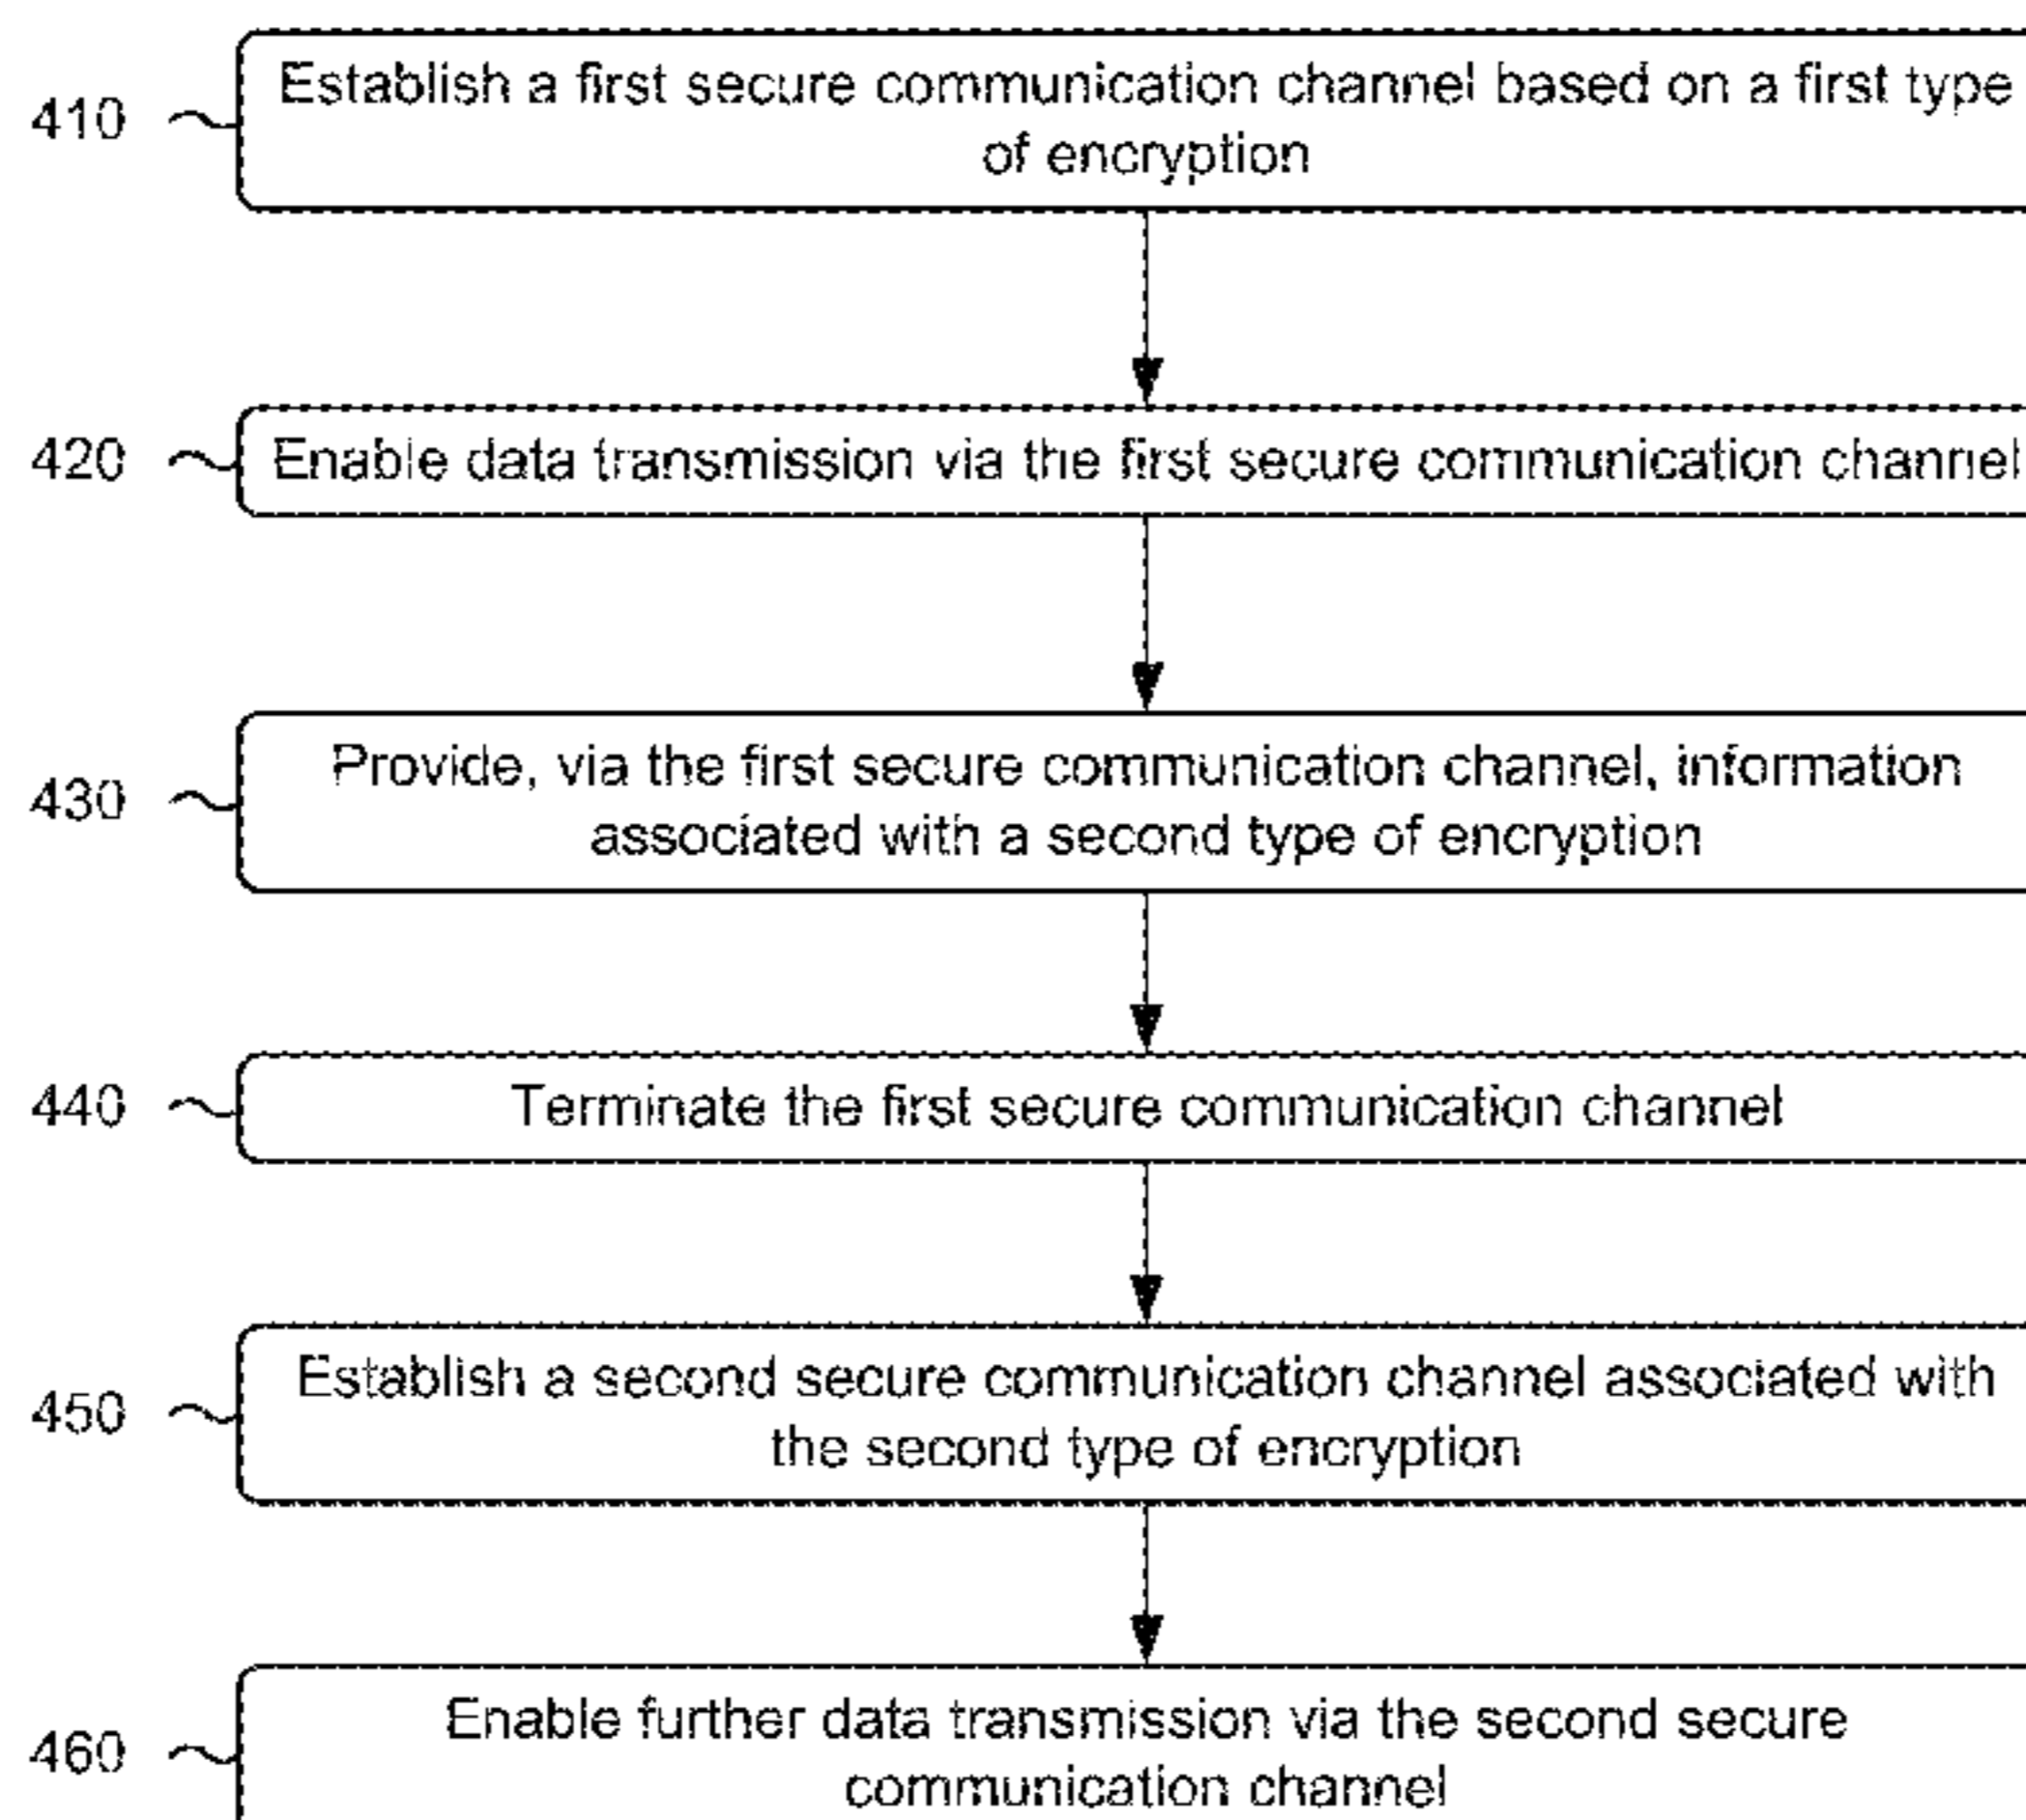 410
Establish a first secure communication channel based on a first type
of encryption
420
Enable data transmission via the first secure communication channel
430
Provide, via the first secure communication channel, information
associated with a second type of encryption
440
Terminate the first secure communication channel
450
Establish a second secure communication channel associated with
the second type of encryption
460
Enable further data transmission via the second secure
communication channel